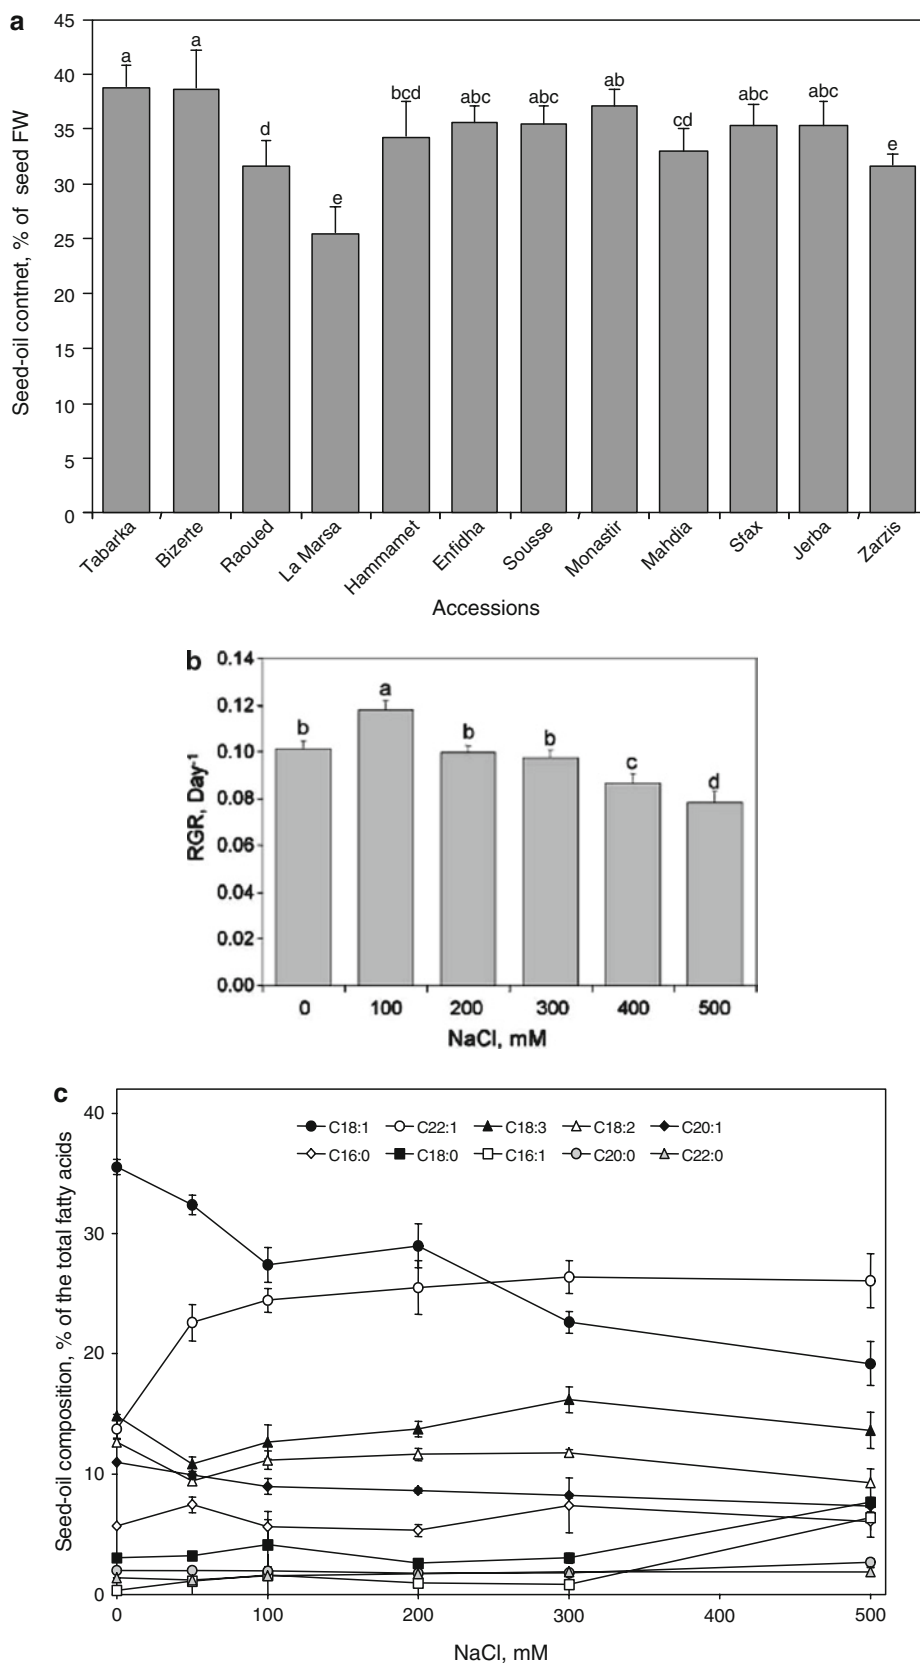 a
Seed-oil contnet, % of seed FW
45
40
35
30
25
20
15
10
5
0
a
a
d
e
bcd
abc
abc
ab
cd
abc
abc
e
Tabarka
Bizerte
Raoued
La Marsa
Hammamet
Enfidha
Sousse
Monastir
Mahdia
Sfax
Jerba
Zarzis
Accessions
b
RGR, Day-1
0.14
0.12
0.10
0.08
0.06
0.04
0.02
0.00
b
a
b
b
c
d
0 100 200 300 400 500
NaCl, mM
c
Seed-oil composition, % of the total fatty acids
40
30
20
10
0
C18:1 C22:1 C18:3 C18:2 C20:1
C16:0 C18:0 C16:1 C20:0 C22:0
0 100 200 300 400 500
NaCl, mM